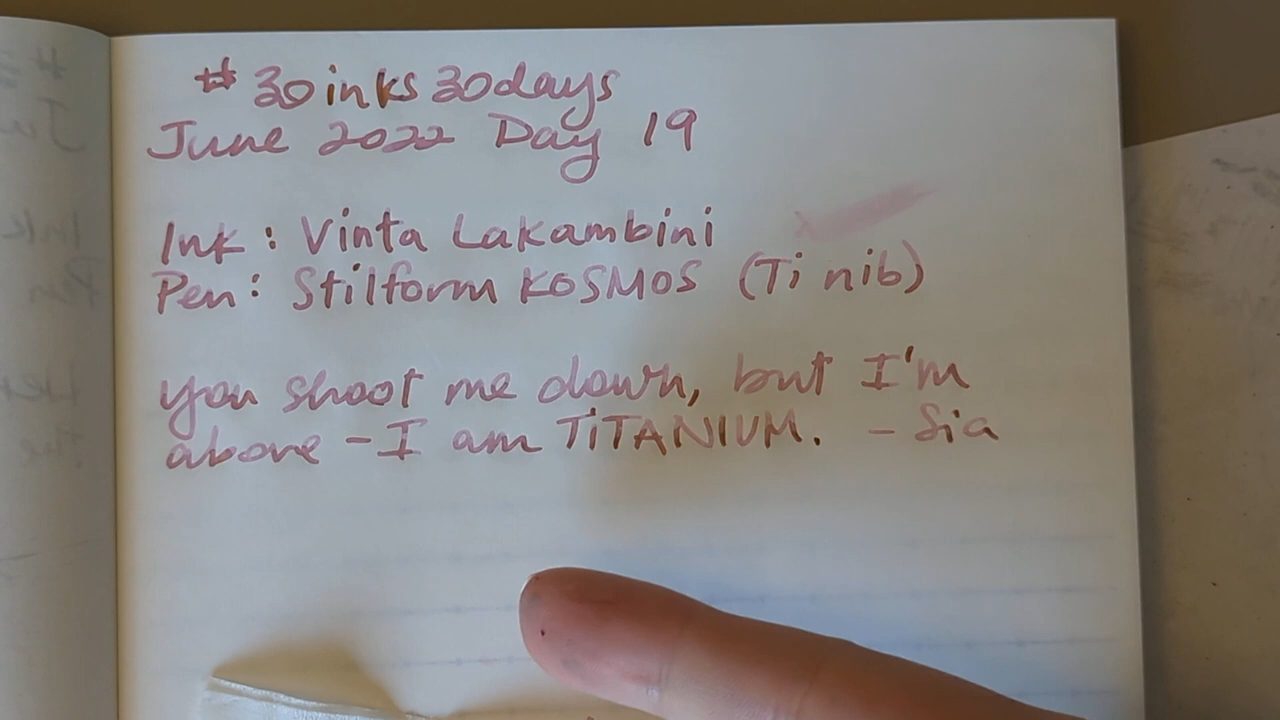 #30inks30days
June 2022 Day 19
Ink: Vinta Lakambini
Pen: Stilform KOSMOS (Ti nib)
You shoot me down, but I'm
above - I am TiTANIUM. - Sia